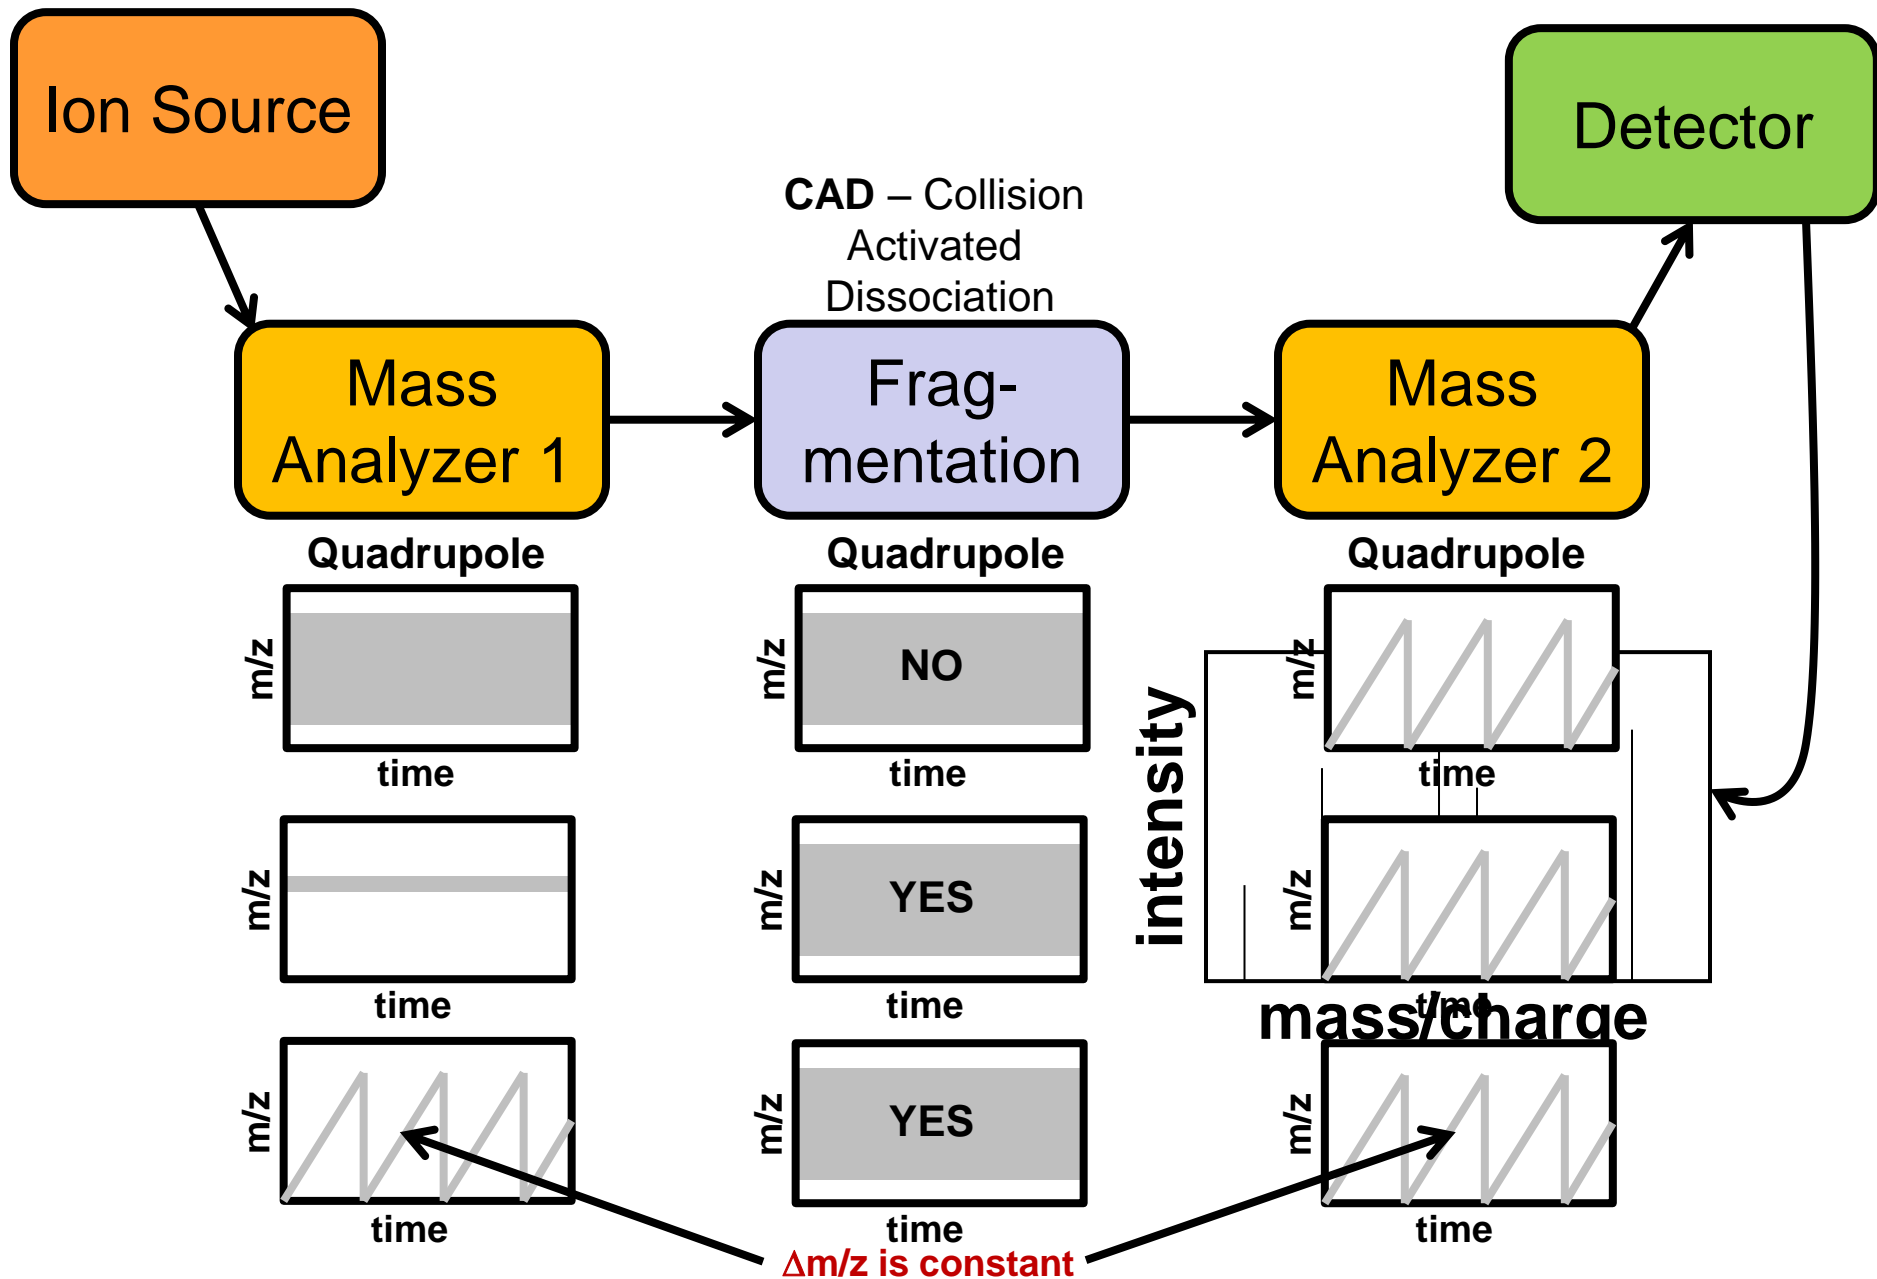 Ion Source
Detector
CAD – Collision
Activated
Dissociation
Mass
Analyzer 1
Frag-
mentation
Mass
Analyzer 2
Quadrupole
Quadrupole
Quadrupole
m/z
time
m/z
NO
time
m/z
time
intensity
mass/charge
m/z
time
m/z
YES
time
m/z
time
m/z
time
m/z
YES
time
m/z
time
Δm/z is constant